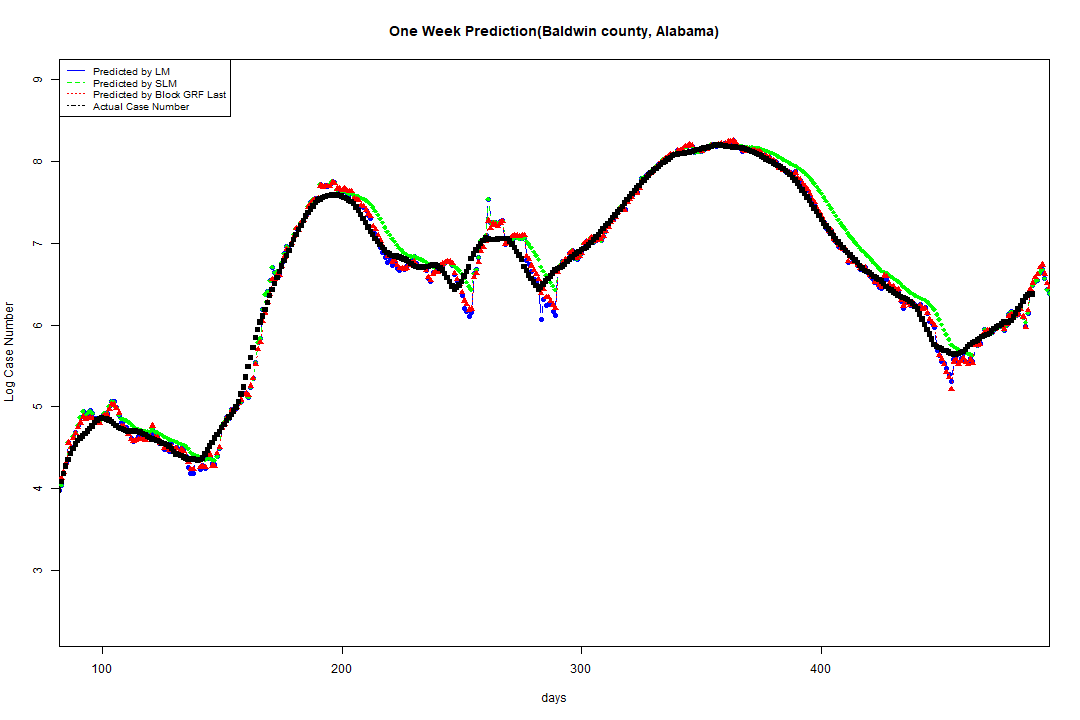 One Week Prediction(Baldwin county, Alabama)
Predicted by LM
Predicted by SLM
Predicted by Block GRF Last
Actual Case Number
9
8
7
6
5
4
3
Log Case Number
100 200 300 400
days